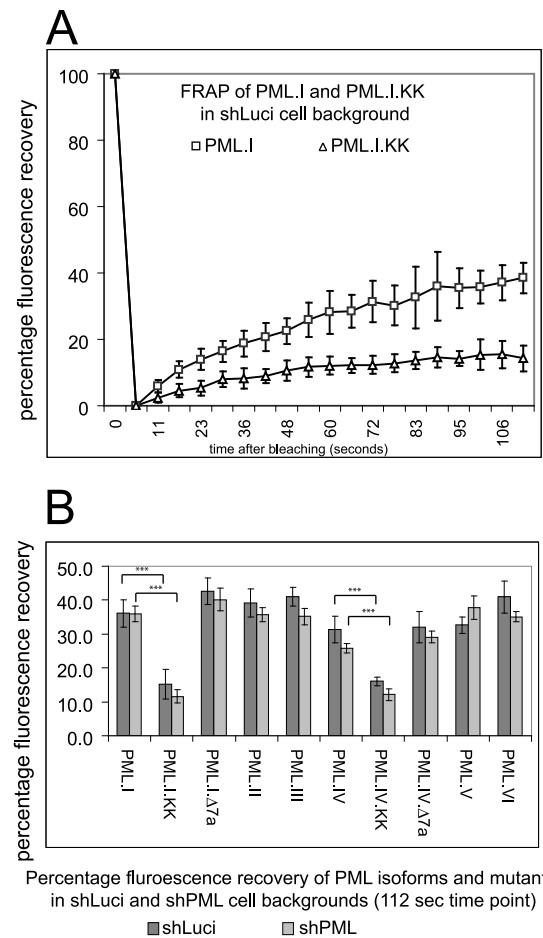 A
percentage fluorescence recovery
100
80
60
40
20
0
FRAP of PML.I and PML.I.KK
in shLuci cell background
PML.I
PML.I.KK
0
11
23
36
48
60
72
83
95
106
time after bleaching (seconds)
B
percentage fluorescence recovery
50.0
40.0
30.0
20.0
10.0
0.0
***
***
***
***
PML.I
PML.I.KK
PML.I.Δ7a
PML.II
PML.III
PML.IV
PML.IV.KK
PML.IV.Δ7a
PML.V
PML.VI
Percentage fluroescence recovery of PML isoforms and mutant
in shLuci and shPML cell backgrounds (112 sec time point)
shLuci
shPML